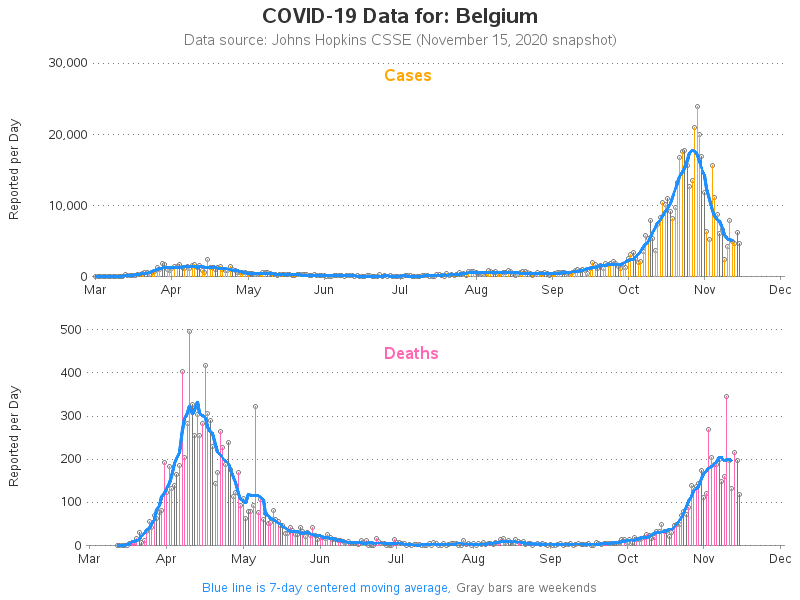 COVID-19 Data for: Belgium
Data source: Johns Hopkins CSSE (November 15, 2020 snapshot)
30,000
Cases
20,000
10,000
0
Reported per Day
Mar Apr May Jun Jul Aug Sep Oct Nov Dec
500
Deaths
400
300
200
100
0
Reported per Day
Mar Apr May Jun Jul Aug Sep Oct Nov Dec
Blue line is 7-day centered moving average, Gray bars are weekends